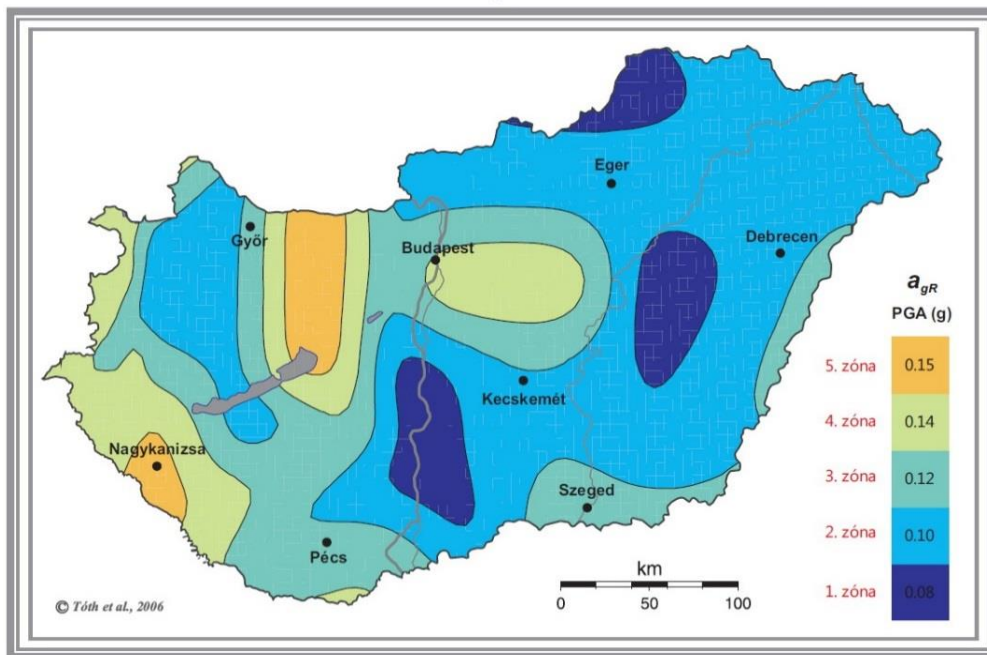 Eger
Debrecen
Győr
Budapest
Kecskemét
Nagykanizsa
Szeged
Pécs
a_gR
PGA (g)
5. zóna 0.15
4. zóna 0.14
3. zóna 0.12
2. zóna 0.10
1. zóna 0.08
km
0 50 100
© Tóth et al., 2006